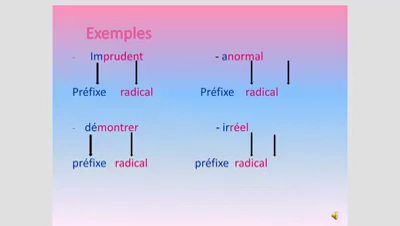 Exemples
- Imprudent - anormal
Préfixe radical Préfixe radical
- démontrer - irréel
préfixe radical préfixe radical